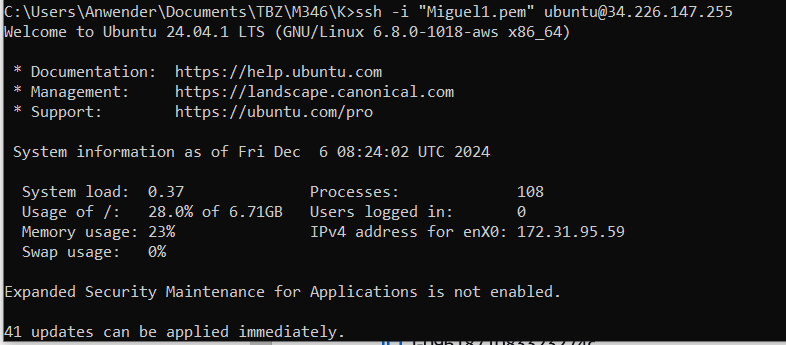 C:\Users\Anwender\Documents\TBZ\M346\K>ssh -i "Miguel1.pem" ubuntu@34.226.147.255
Welcome to Ubuntu 24.04.1 LTS (GNU/Linux 6.8.0-1018-aws x86_64)
* Documentation: https://help.ubuntu.com
* Management: https://landscape.canonical.com
* Support: https://ubuntu.com/pro
System information as of Fri Dec 6 08:24:02 UTC 2024
System load: 0.37 Processes: 108
Usage of /: 28.0% of 6.71GB Users logged in: 0
Memory usage: 23% IPv4 address for enX0: 172.31.95.59
Swap usage: 0%
Expanded Security Maintenance for Applications is not enabled.
41 updates can be applied immediately.